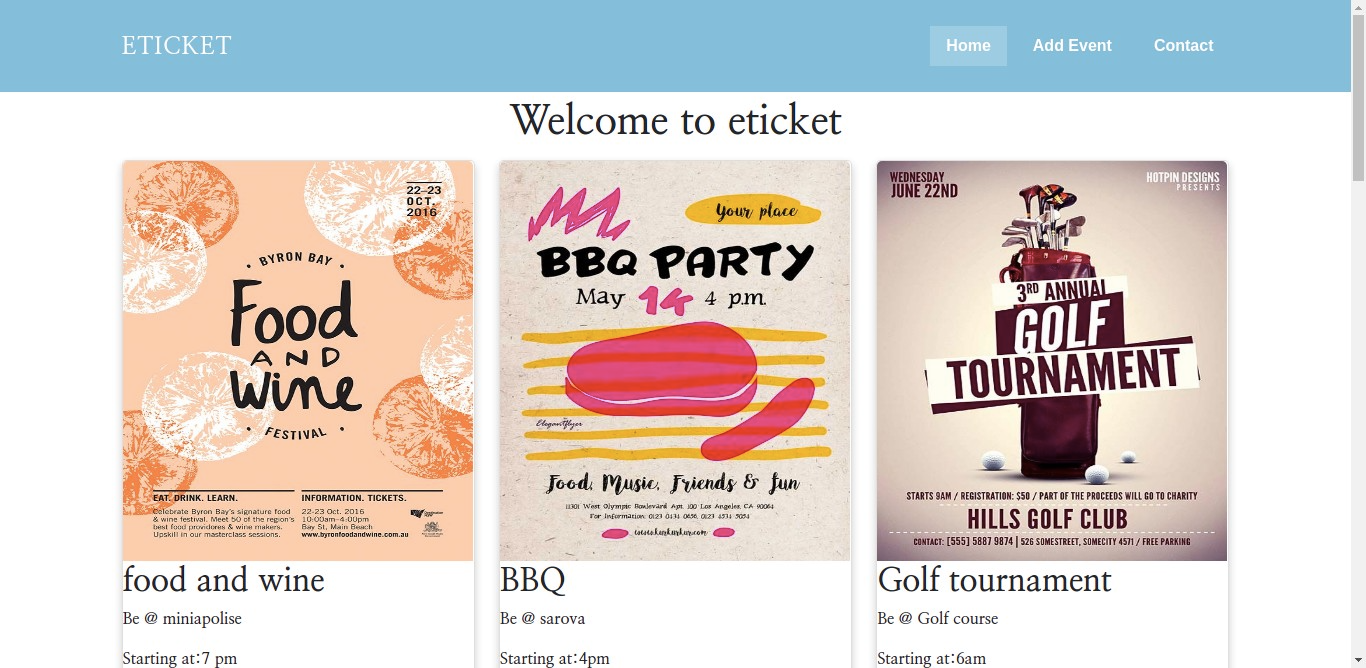 ETICKET
Home
Add Event
Contact
Welcome to eticket
22–23
OCT.
2016
• BYRON BAY •
Food
AND
Wine
• FESTIVAL •
EAT. DRINK. LEARN.
Celebrate Byron Bay's signature food
& wine festival. Meet 50 of the region's
best food providores & wine makers.
Upskill in our masterclass sessions.
INFORMATION. TICKETS.
22-23 Oct. 2016
10:00am–4:00pm
Bay St, Main Beach
www.byronfoodandwine.com.au
food and wine
Be @ miniapolise
Starting at:7 pm
Your place
BBQ PARTY
May 14 4 p.m.
Elegantflyer
Food, Music, Friends & fun
11301 West Olympic Boulevard Apt. 100 Los Angeles, CA 90064
For Information: 0123 0131 0656, 0123 4534 5054
BBQ
Be @ sarova
Starting at:4pm
WEDNESDAY
JUNE 22ND
HOTPIN DESIGNS
PRESENTS
3RD ANNUAL
GOLF
TOURNAMENT
STARTS 9AM / REGISTRATION: $50 / PART OF THE PROCEEDS WILL GO TO CHARITY
HILLS GOLF CLUB
CONTACT: [555] 5887 9874 | 526 SOMESTREET, SOMECITY 4571 / FREE PARKING
Golf tournament
Be @ Golf course
Starting at:6am